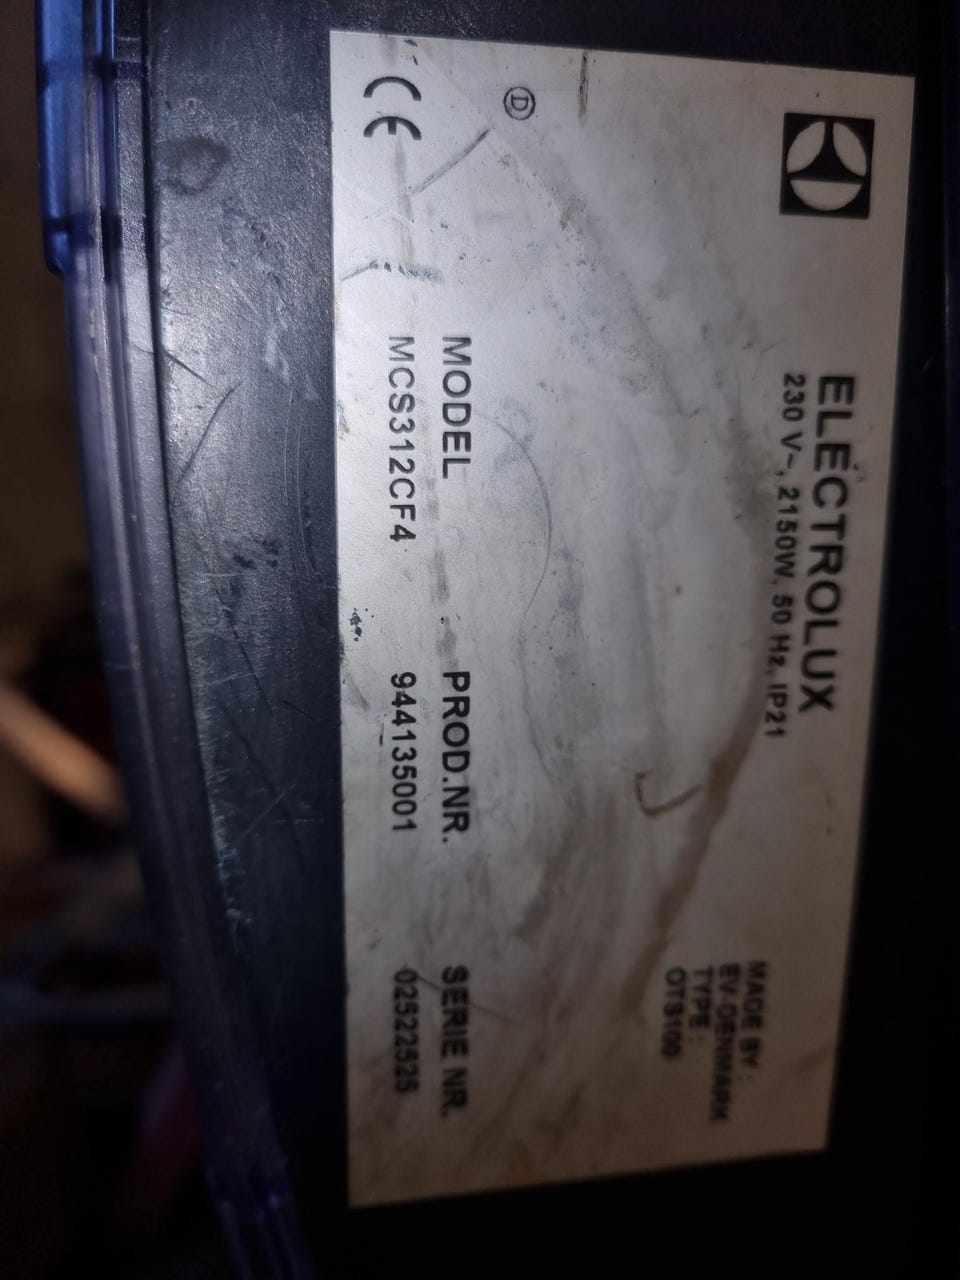 ELECTROLUX
230 V~, 2150W, 50 Hz, IP21
MADE BY :
EV-DENMARK
TYPE :
OTS100
D
MODEL PROD.NR. SERIE NR.
MCS312CF4 944135001 02522525
CE